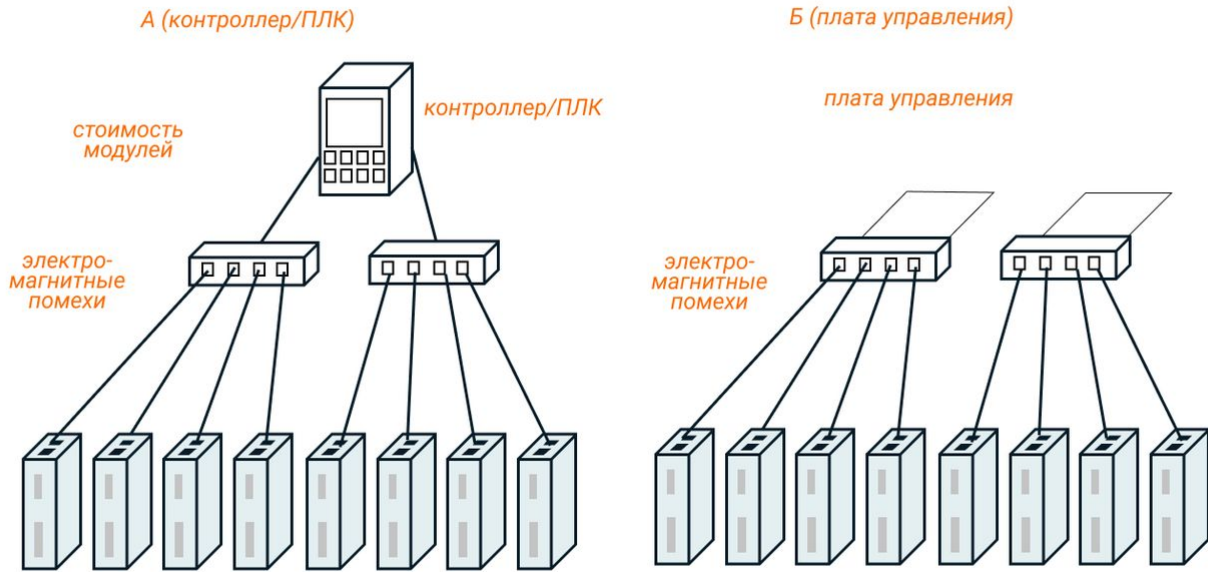 А (контроллер/ПЛК)
Б (плата управления)
контроллер/ПЛК
стоимость
модулей
плата управления
электро-
магнитные
помехи
электро-
магнитные
помехи